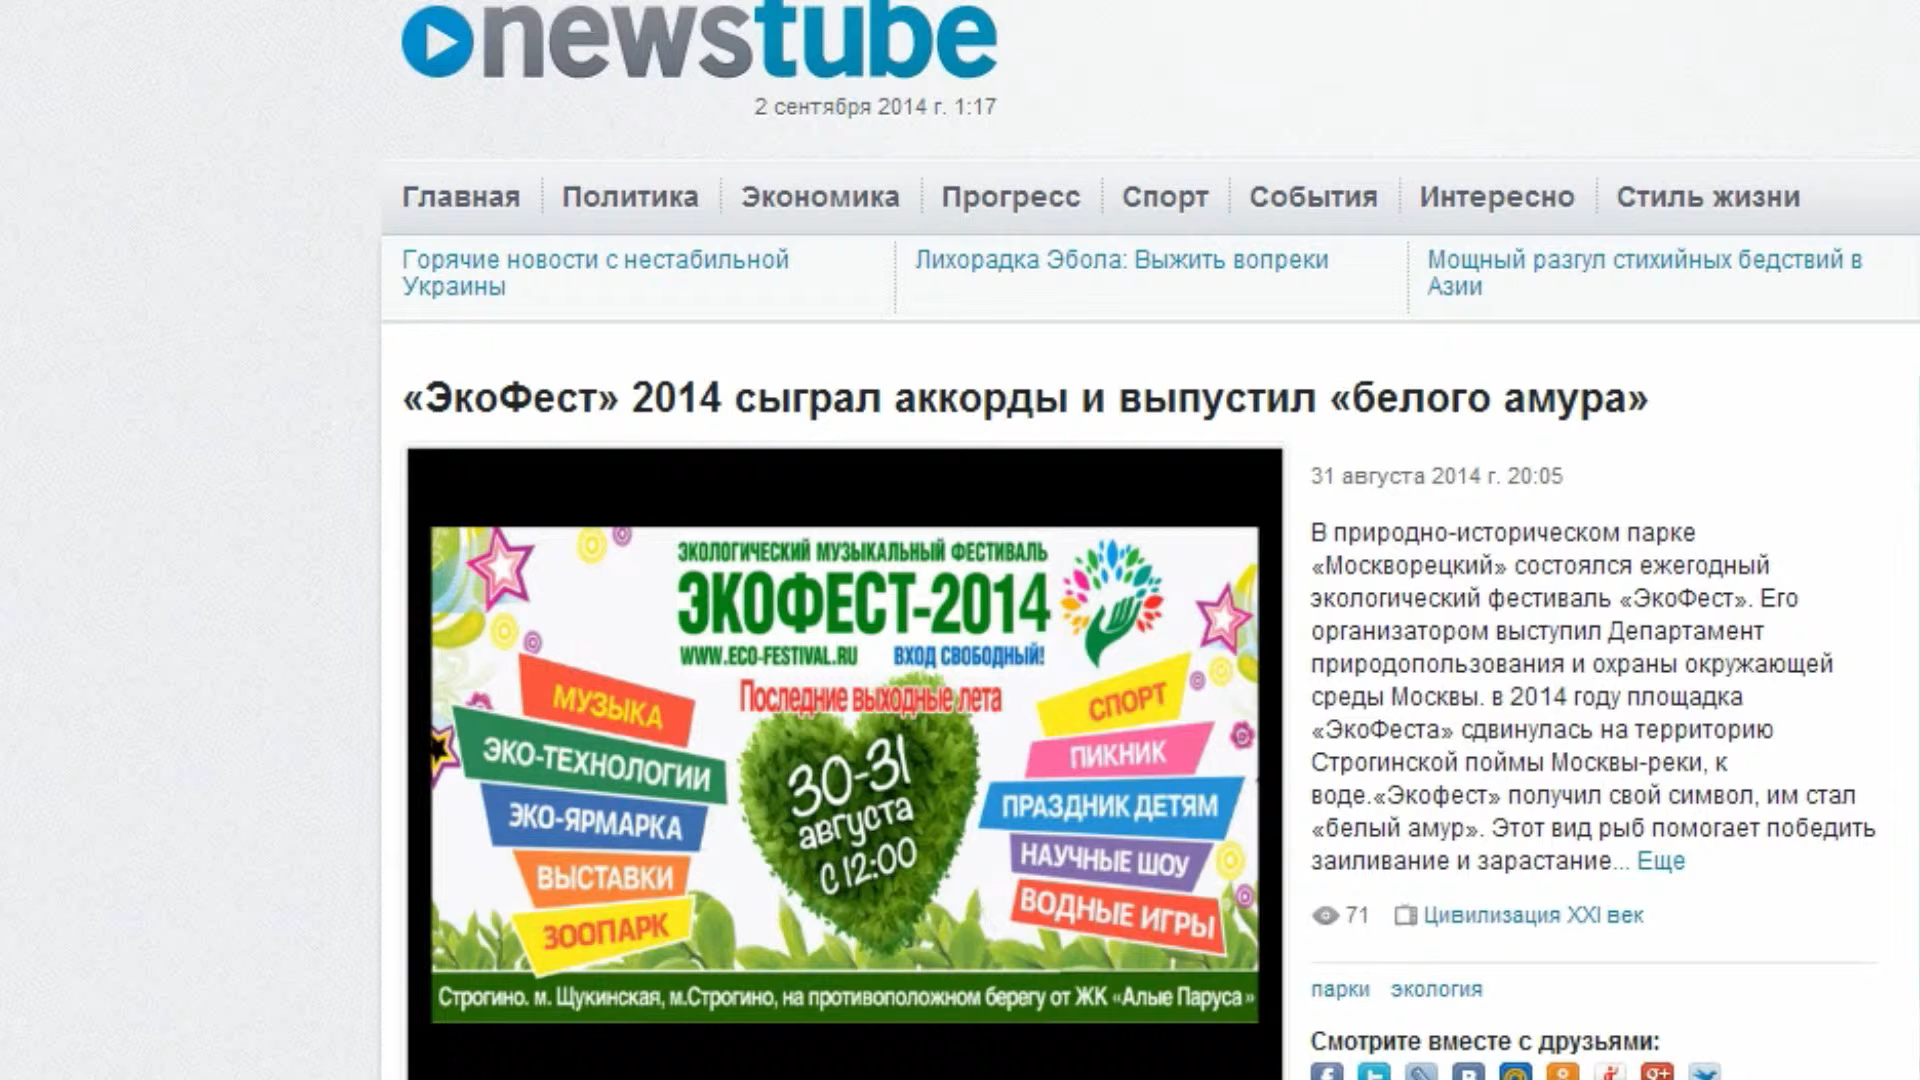 newstube
2 сентября 2014 г. 1:17
Главная Политика Экономика Прогресс Спорт События Интересно Стиль жизни
Горячие новости с нестабильной
Украины
Лихорадка Эбола: Выжить вопреки
Мощный разгул стихийных бедствий в
Азии
«ЭкоФест» 2014 сыграл аккорды и выпустил «белого амура»
ЭКОЛОГИЧЕСКИЙ МУЗЫКАЛЬНЫЙ ФЕСТИВАЛЬ
ЭКОФЕСТ-2014
WWW.ECO-FESTIVAL.RU ВХОД СВОБОДНЫЙ!
Последние выходные лета
МУЗЫКА
ЭКО-ТЕХНОЛОГИИ
ЭКО-ЯРМАРКА
ВЫСТАВКИ
ЗООПАРК
30-31
августа
с 12:00
СПОРТ
ПИКНИК
ПРАЗДНИК ДЕТЯМ
НАУЧНЫЕ ШОУ
ВОДНЫЕ ИГРЫ
Строгино. м. Щукинская, м.Строгино, на противоположном берегу от ЖК «Алые Паруса»
31 августа 2014 г. 20:05
В природно-историческом парке
«Москворецкий» состоялся ежегодный
экологический фестиваль «ЭкоФест». Его
организатором выступил Департамент
природопользования и охраны окружающей
среды Москвы. в 2014 году площадка
«ЭкоФеста» сдвинулась на территорию
Строгинской поймы Москвы-реки, к
воде.«Экофест» получил свой символ, им стал
«белый амур». Этот вид рыб помогает победить
заиливание и зарастание... Еще
71 Цивилизация XXI век
парки экология
Смотрите вместе с друзьями: